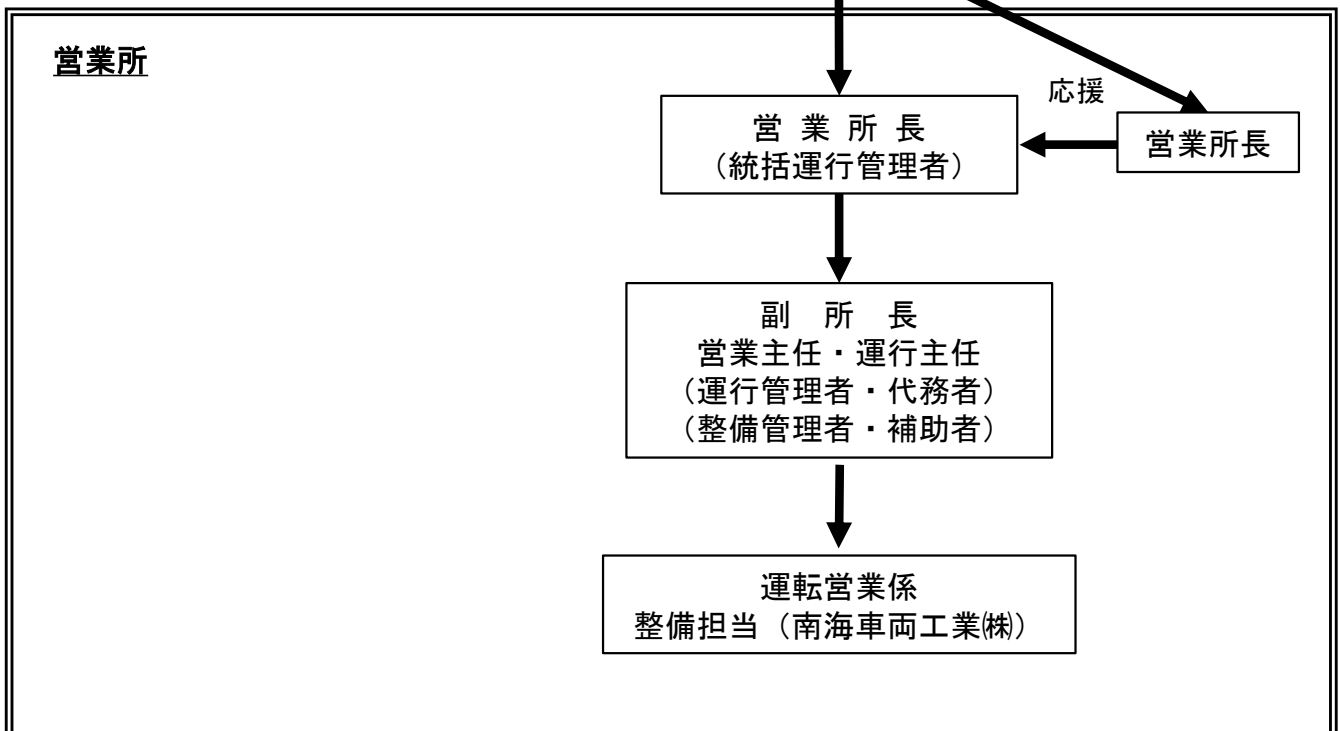 営業所
応援
営 業 所 長
（統括運行管理者）
営業所長
副 所 長
営業主任・運行主任
（運行管理者・代務者）
（整備管理者・補助者）
運転営業係
整備担当（南海車両工業㈱）